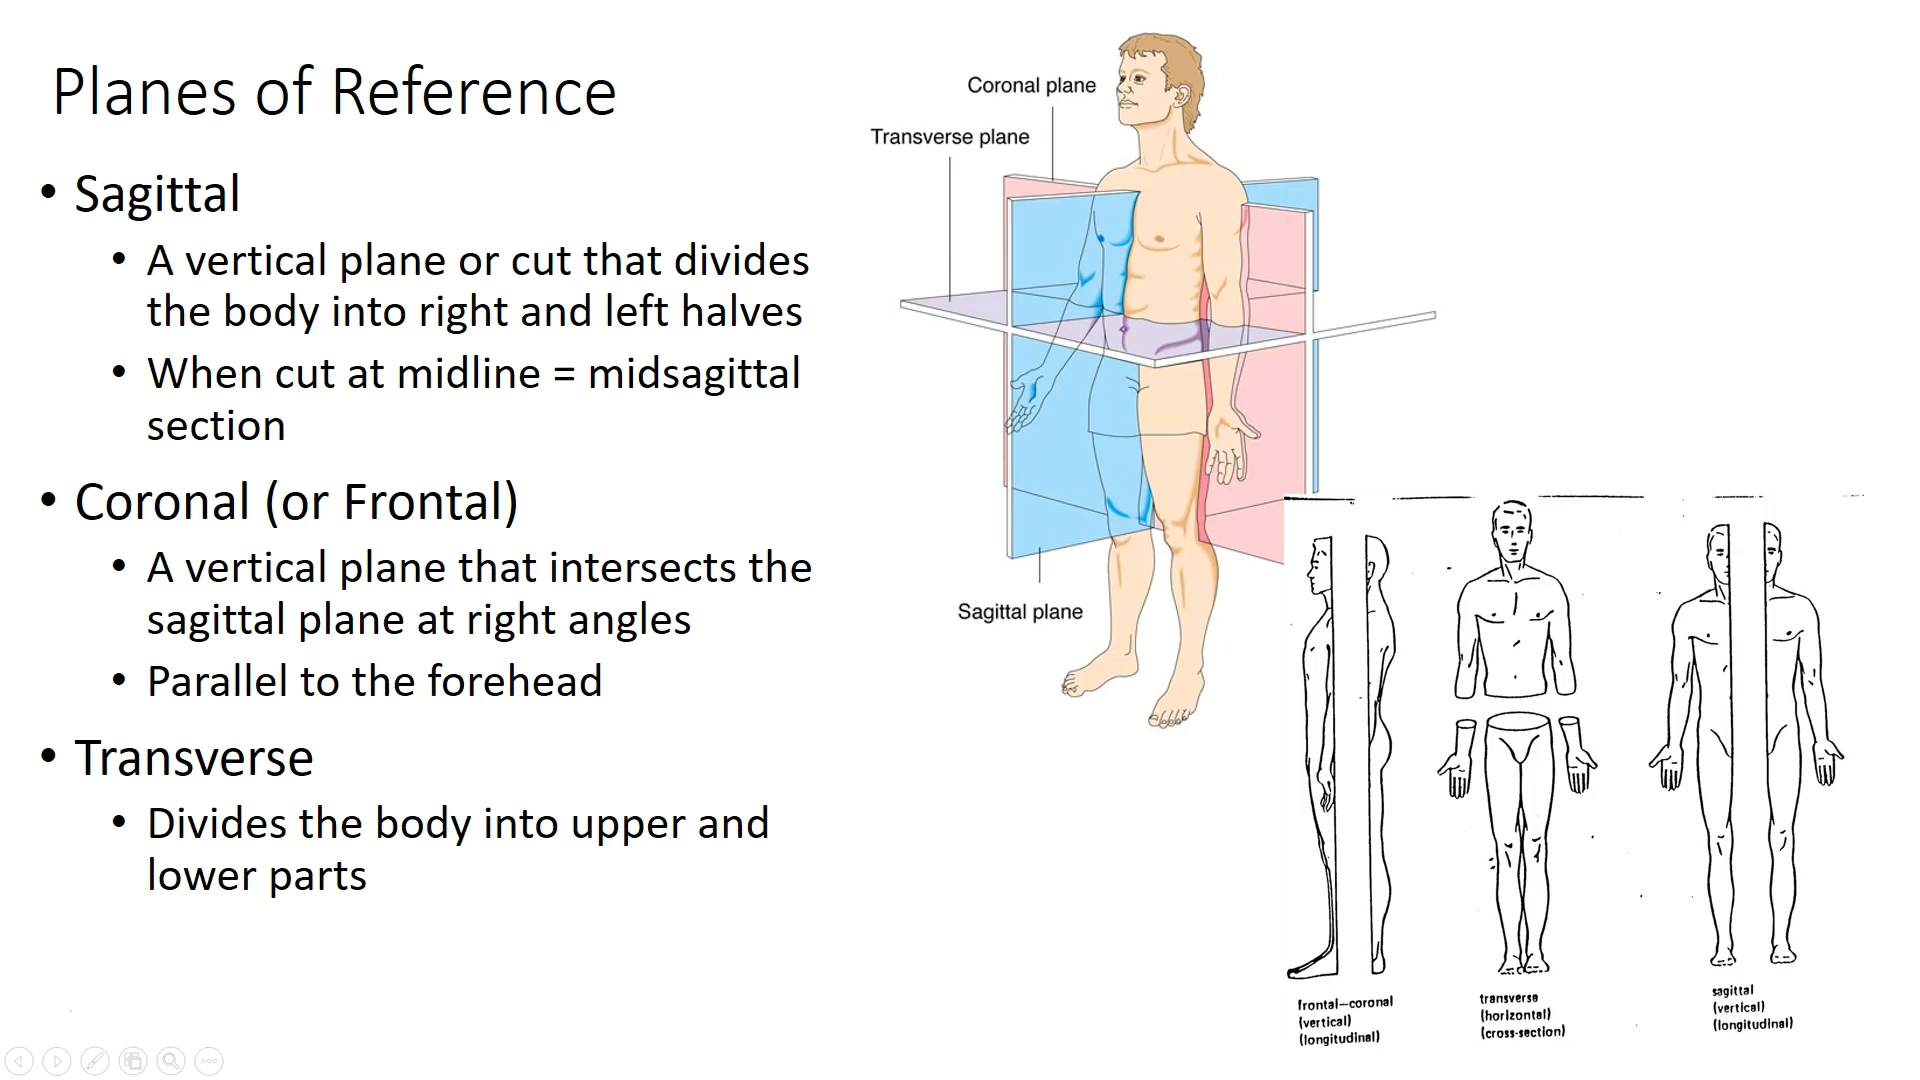 Planes of Reference
• Sagittal
• A vertical plane or cut that divides
the body into right and left halves
• When cut at midline = midsagittal
section
• Coronal (or Frontal)
• A vertical plane that intersects the
sagittal plane at right angles
• Parallel to the forehead
• Transverse
• Divides the body into upper and
lower parts
Coronal plane
Transverse plane
Sagittal plane
frontal–coronal
(vertical)
(longitudinal)
transverse
(horizontal)
(cross-section)
sagittal
(vertical)
(longitudinal)